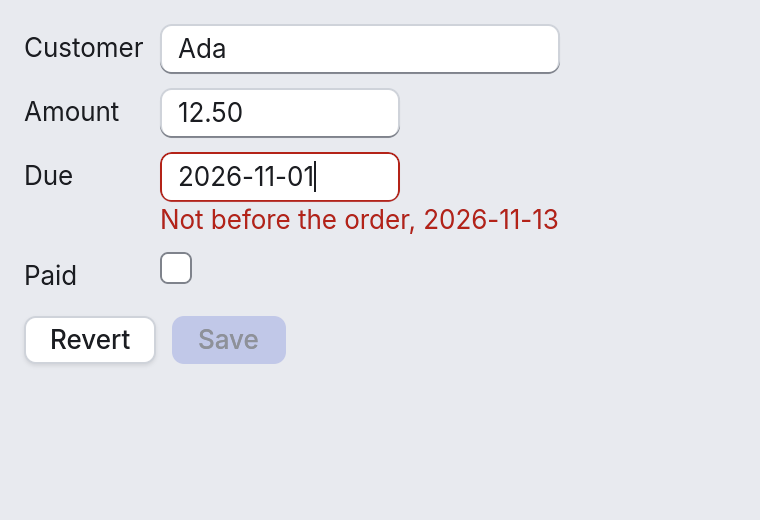 Customer Ada
Amount 12.50
Due 2026-11-01
Not before the order, 2026-11-13
Paid
Revert Save